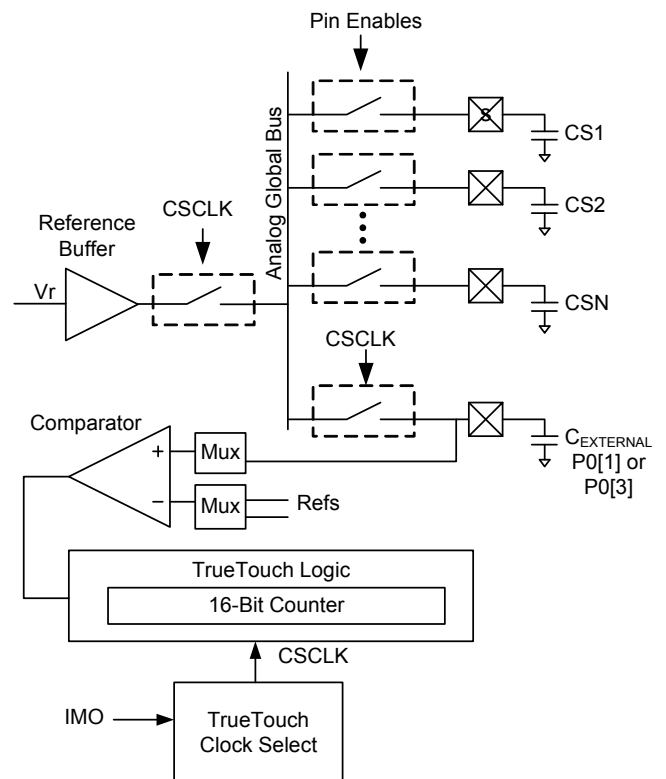 Pin Enables
Analog Global Bus
S
CS1
CS2
CSN
Reference
Buffer
CSCLK
Vr
CSCLK
Comparator
+
Mux
−
Mux
Refs
CEXTERNAL
P0[1] or
P0[3]
TrueTouch Logic
16-Bit Counter
CSCLK
IMO
TrueTouch
Clock Select